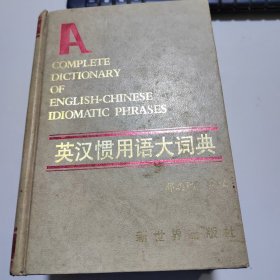 A
COMPLETE
DICTIONARY
OF
ENGLISH-CHINESE
IDIOMATIC PHRASES
英汉惯用语大词典
新世界出版社